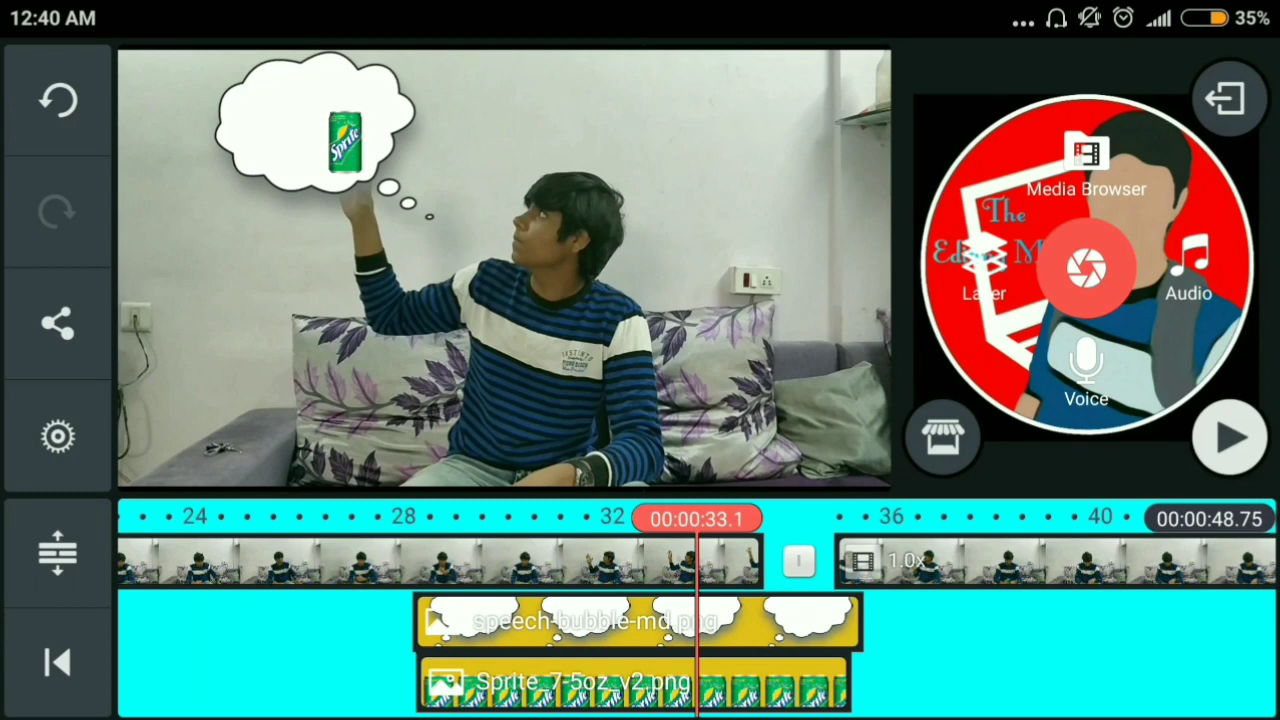 12:40 AM
35%
Sprite
Media Browser
The
Layer
Audio
Voice
24
28
32
00:00:33.1
36
40
00:00:48.75
1.0x
speech-bubble-md.png
Sprite_7-5oz_v2.png